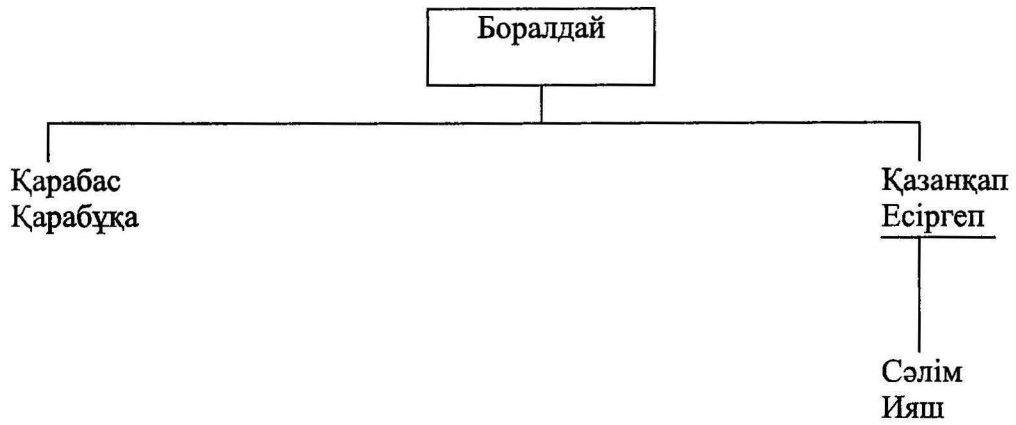 Боралдай
Қарабас
Қарабұқа
Қазанқап
Есіргеп
Сәлім
Ияш